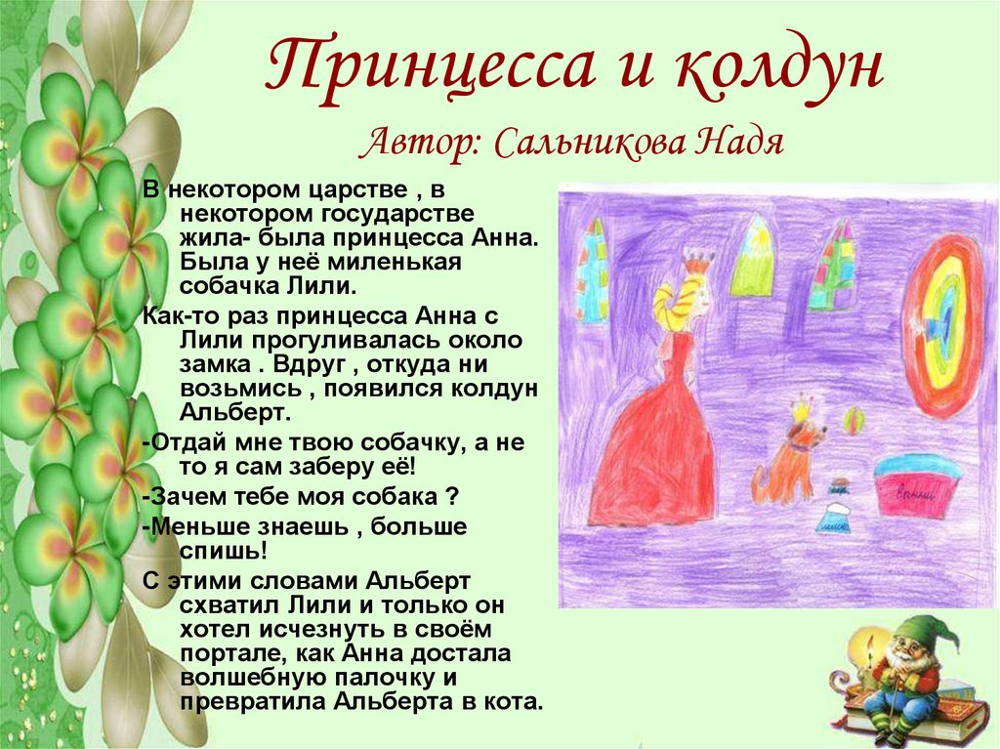 Принцесса и колдун
Автор: Сальникова Надя
В некотором царстве , в
некотором государстве
жила- была принцесса Анна.
Была у неё миленькая
собачка Лили.
Как-то раз принцесса Анна с
Лили прогуливалась около
замка . Вдруг , откуда ни
возьмись , появился колдун
Альберт.
-Отдай мне твою собачку, а не
то я сам заберу её!
-Зачем тебе моя собака ?
-Меньше знаешь , больше
спишь!
С этими словами Альберт
схватил Лили и только он
хотел исчезнуть в своём
портале, как Анна достала
волшебную палочку и
превратила Альберта в кота.